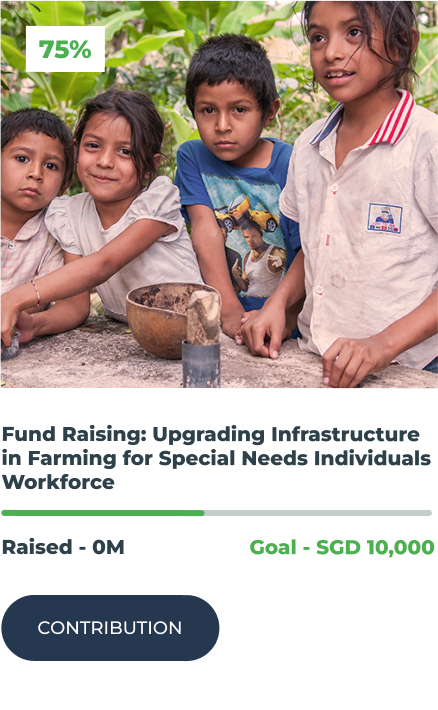 75%
Fund Raising: Upgrading Infrastructure
in Farming for Special Needs Individuals
Workforce
Raised - 0M
Goal - SGD 10,000
CONTRIBUTION